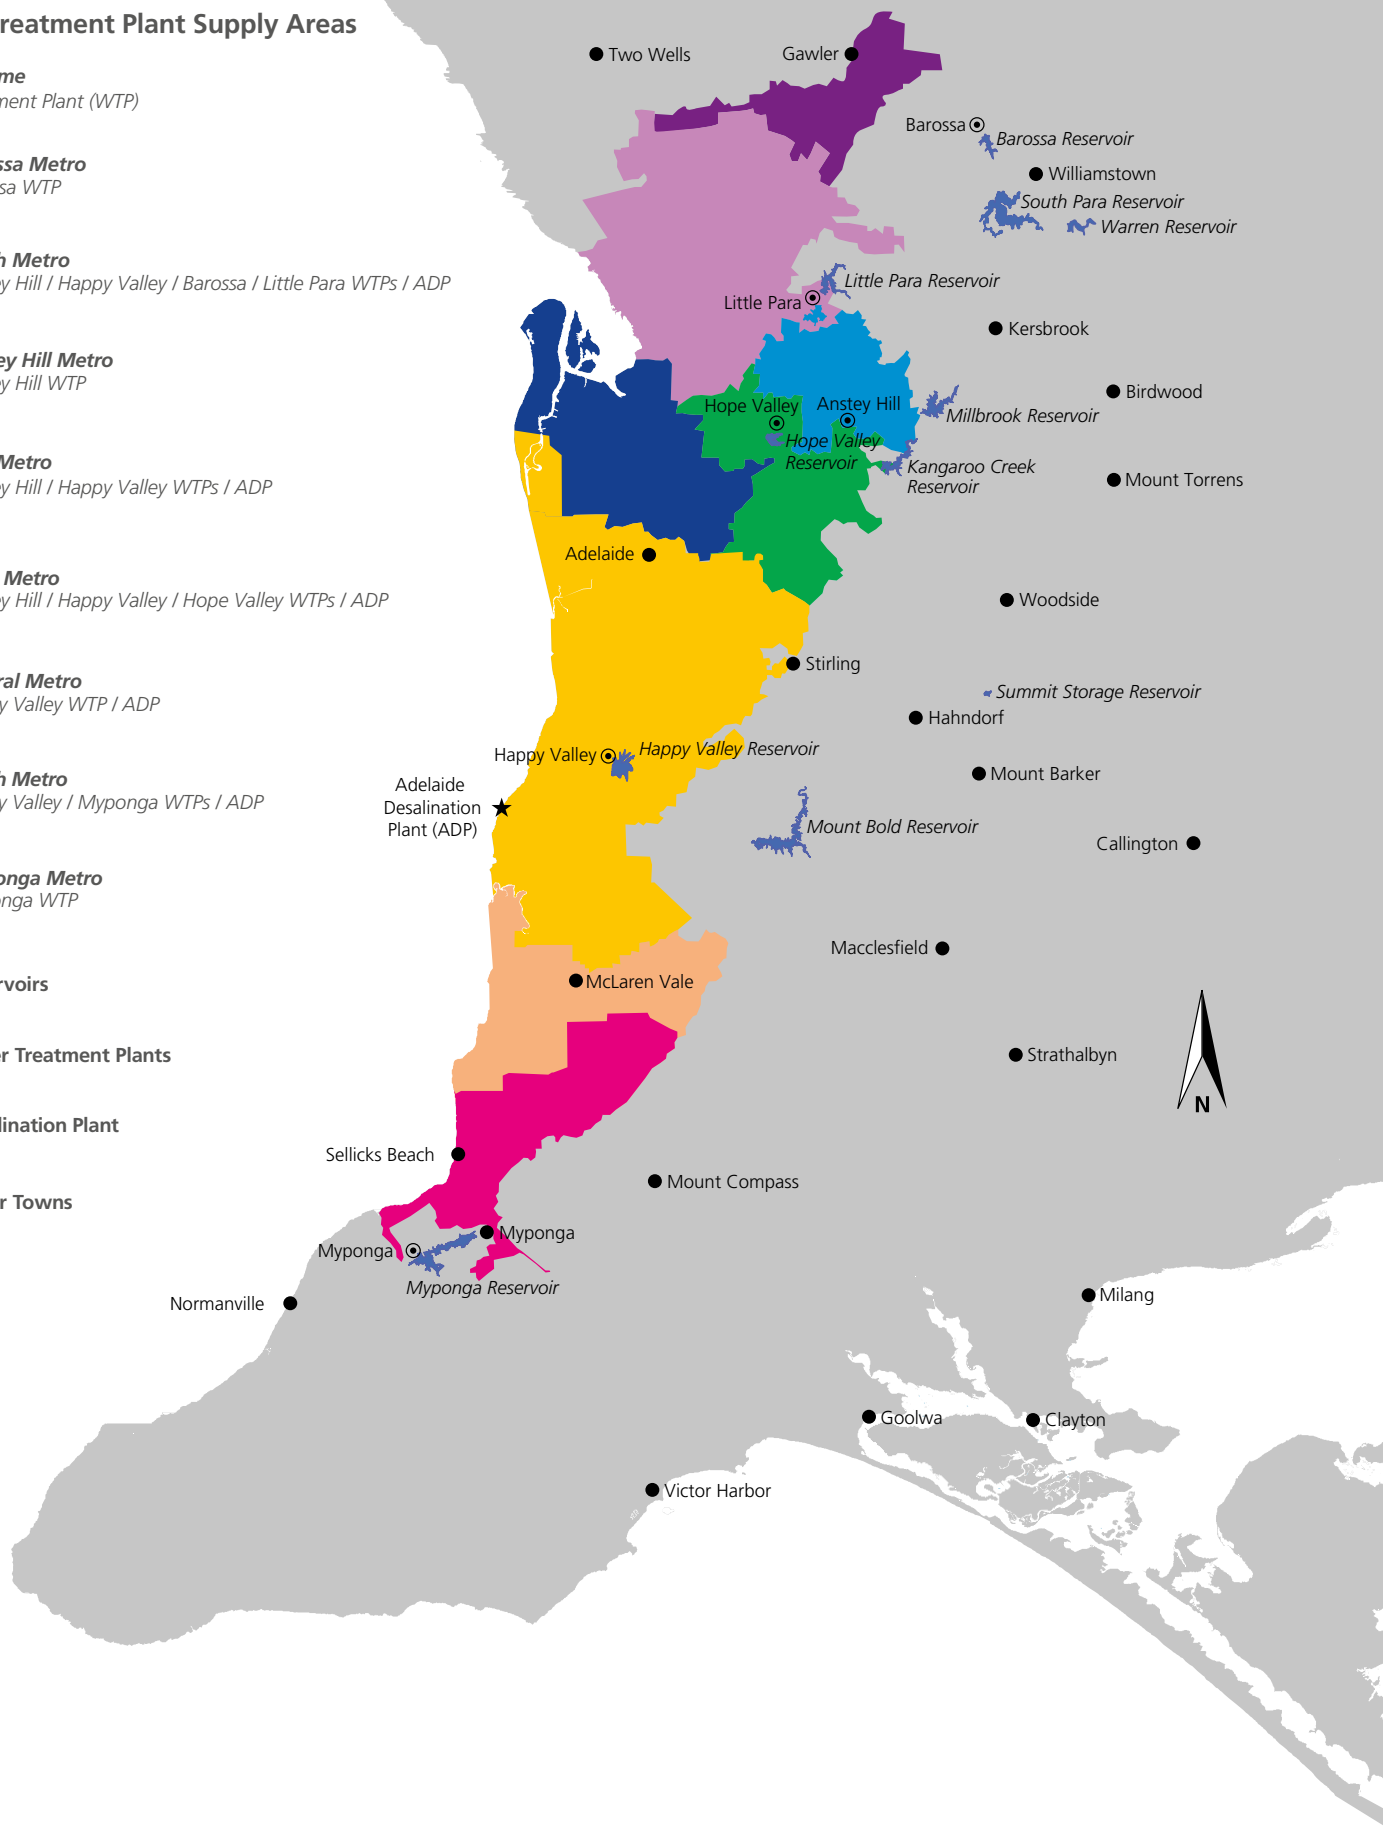 reatment Plant Supply Areas
me
ment Plant (WTP)
ssa Metro
sa WTP
h Metro
y Hill / Happy Valley / Barossa / Little Para WTPs / ADP
ey Hill Metro
y Hill WTP
Metro
y Hill / Happy Valley WTPs / ADP
Metro
y Hill / Happy Valley / Hope Valley WTPs / ADP
ral Metro
y Valley WTP / ADP
h Metro
y Valley / Myponga WTPs / ADP
onga Metro
onga WTP
rvoirs
er Treatment Plants
lination Plant
r Towns
Two Wells
Gawler
Barossa
Barossa Reservoir
Williamstown
South Para Reservoir
Warren Reservoir
Little Para Reservoir
Little Para
Kersbrook
Birdwood
Hope Valley
Anstey Hill
Millbrook Reservoir
Hope Valley
Reservoir
Kangaroo Creek
Reservoir
Mount Torrens
Adelaide
Woodside
Stirling
Summit Storage Reservoir
Hahndorf
Happy Valley
Happy Valley Reservoir
Mount Barker
Adelaide
Desalination
Plant (ADP)
Mount Bold Reservoir
Callington
Macclesfield
McLaren Vale
Strathalbyn
N
Sellicks Beach
Mount Compass
Myponga
Myponga
Myponga Reservoir
Normanville
Milang
Goolwa
Clayton
Victor Harbor